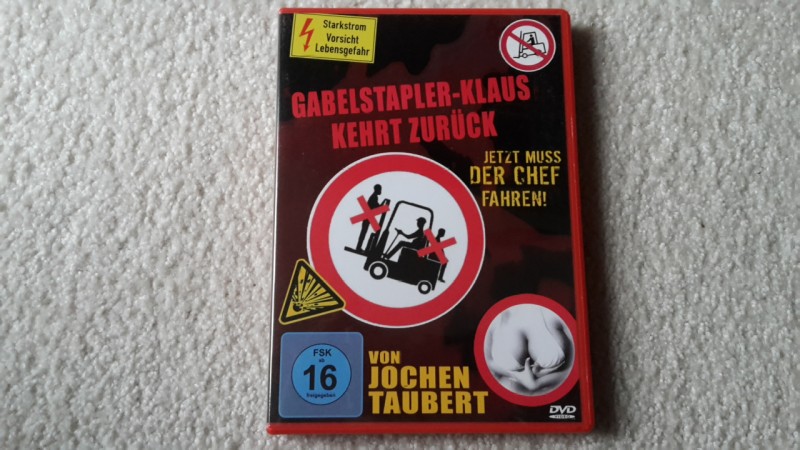 Starkstrom
Vorsicht
Lebensgefahr
GABELSTAPLER-KLAUS
KEHRT ZURÜCK
JETZT MUSS
DER CHEF
FAHREN!
FSK
ab
16
freigegeben
VON
JOCHEN
TAUBERT
DVD
VIDEO